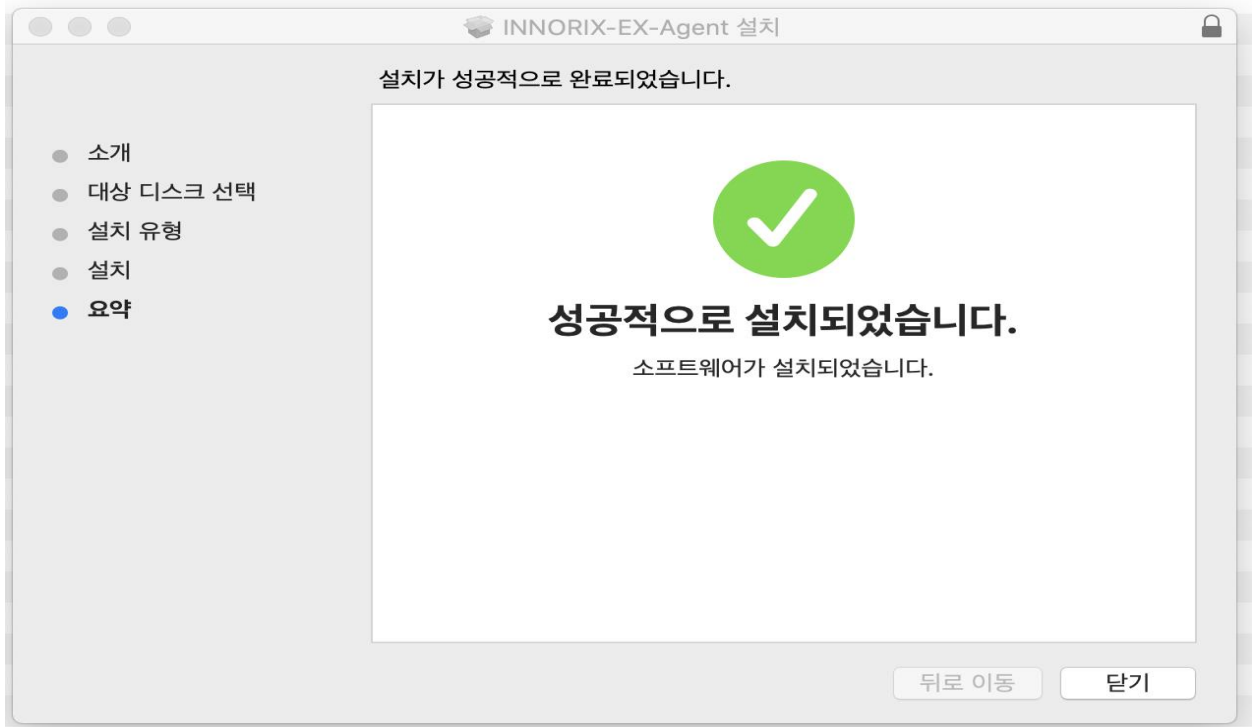 INNORIX-EX-Agent 설치
설치가 성공적으로 완료되었습니다.
소개
대상 디스크 선택
설치 유형
설치
요약
성공적으로 설치되었습니다.
소프트웨어가 설치되었습니다.
뒤로 이동
닫기